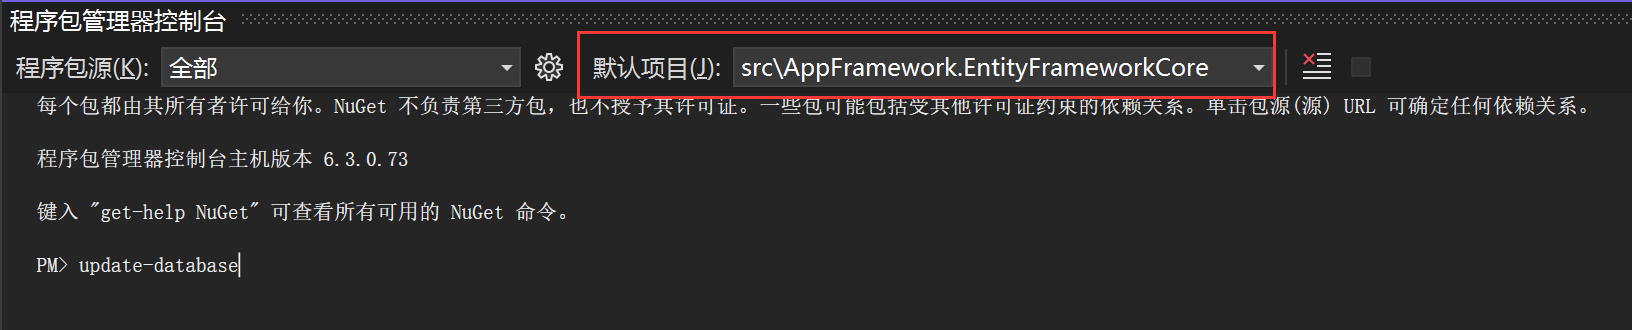 程序包管理器控制台
程序包源(K): 全部 默认项目(J): src\AppFramework.EntityFrameworkCore
每个包都由其所有者许可给你。NuGet 不负责第三方包，也不授予其许可证。一些包可能包括受其他许可证约束的依赖关系。单击包源(源) URL 可确定任何依赖关系。
程序包管理器控制台主机版本 6.3.0.73
键入 "get-help NuGet" 可查看所有可用的 NuGet 命令。
PM> update-database